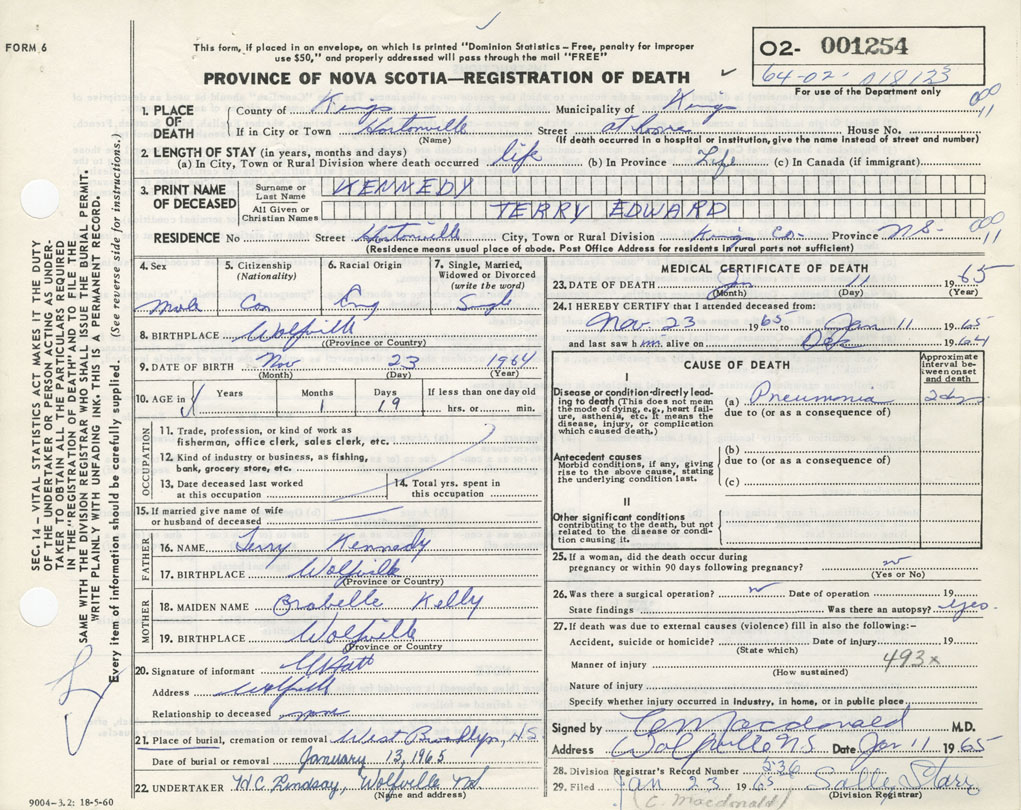 FORM 6
This form, if placed in an envelope, on which is printed "Dominion Statistics – Free, penalty for improper
use $50," and properly addressed will pass through the mail "FREE"
PROVINCE OF NOVA SCOTIA—REGISTRATION OF DEATH
02- 001254
64-02- 018123
For use of the Department only
1. PLACE OF DEATH
County of Kings Municipality of Kings
If in City or Town Hortonville Street at home House No.
(Name) (If death occurred in a hospital or institution, give the name instead of street and number)
2. LENGTH OF STAY (in years, months and days)
(a) In City, Town or Rural Division where death occurred life (b) In Province Life (c) In Canada (if immigrant)
3. PRINT NAME OF DECEASED
Surname or Last Name KENNEDY
All Given or Christian Names TERRY EDWARD
RESIDENCE No Street Hortonville City, Town or Rural Division Kings Co. Province N.S.
(Residence means usual place of abode. Post Office Address for residents in rural parts not sufficient)
4. Sex
Male
5. Citizenship (Nationality)
Can
6. Racial Origin
Eng
7. Single, Married, Widowed or Divorced (write the word)
Single
8. BIRTHPLACE Wolfville
(Province or Country)
9. DATE OF BIRTH Nov 23 1964
(Month) (Day) (Year)
10. AGE in Years Months 1 Days 19 If less than one day old hrs. or min.
OCCUPATION
11. Trade, profession, or kind of work as fisherman, office clerk, sales clerk, etc.
12. Kind of industry or business, as fishing, bank, grocery store, etc.
13. Date deceased last worked at this occupation
14. Total yrs. spent in this occupation
15. If married give name of wife or husband of deceased
FATHER
16. NAME Terry Kennedy
17. BIRTHPLACE Wolfville
(Province or Country)
MOTHER
18. MAIDEN NAME Orabelle Kelly
19. BIRTHPLACE Wolfville
(Province or Country
20. Signature of informant
Address Wolfville
Relationship to deceased none
21. Place of burial, cremation or removal West Brooklyn, N.S.
Date of burial or removal January 13, 1965
22. UNDERTAKER W.C. Lindsay, Wolfville N.S.
(Name and address)
9004-3.2: 18-5-60
MEDICAL CERTIFICATE OF DEATH
23. DATE OF DEATH Jan 11 1965
(Month) (Day) (Year)
24. I HEREBY CERTIFY that I attended deceased from:
Nov 23 1965 to Jan 11 1965
and last saw him alive on Dec 1964
CAUSE OF DEATH
Approximate interval between onset and death
I
Disease or condition directly leading to death (This does not mean the mode of dying, e.g., heart failure, asthenia, etc. It means the disease, injury, or complication which caused death.)
(a) Pneumonia 2 days
due to (or as a consequence of)
Antecedent causes
Morbid conditions, if any, giving rise to the above cause, stating the underlying condition last.
(b)
due to (or as a consequence of)
(c)
II
Other significant conditions contributing to the death, but not related to the disease or condition causing it.
25. If a woman, did the death occur during pregnancy or within 90 days following pregnancy? no
(Yes or No)
26. Was there a surgical operation? no Date of operation 19
State findings Was there an autopsy? yes.
27. If death was due to external causes (violence) fill in also the following:–
Accident, suicide or homicide? Date of injury 19
(State which)
Manner of injury 493x
(How sustained)
Nature of injury
Specify whether injury occurred in industry, in home, or in public place.
Signed by C Macdonald M.D.
Address Wolfville N.S. Date Jan 11 1965
28. Division Registrar's Record Number 236
29. Filed Jan 23 1965 Starr
(C. Macdonald) (Division Registrar)
SEC. 14 – VITAL STATISTICS ACT MAKES IT THE DUTY
OF THE UNDERTAKER OR PERSON ACTING AS UNDER-
TAKER TO OBTAIN ALL THE PARTICULARS REQUIRED
IN THE "REGISTRATION OF DEATH" AND TO FILE THE
SAME WITH THE DIVISION REGISTRAR WHO SHALL ISSUE THE BURIAL PERMIT.
WRITE PLAINLY WITH UNFADING INK. THIS IS A PERMANENT RECORD.
Every item of information should be carefully supplied. (See reverse side for instructions.)